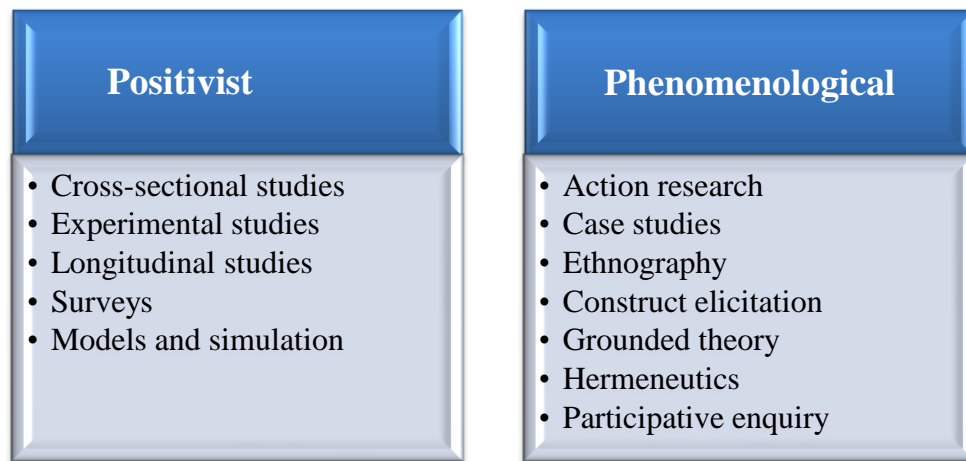 Positivist
• Cross-sectional studies
• Experimental studies
• Longitudinal studies
• Surveys
• Models and simulation
Phenomenological
• Action research
• Case studies
• Ethnography
• Construct elicitation
• Grounded theory
• Hermeneutics
• Participative enquiry